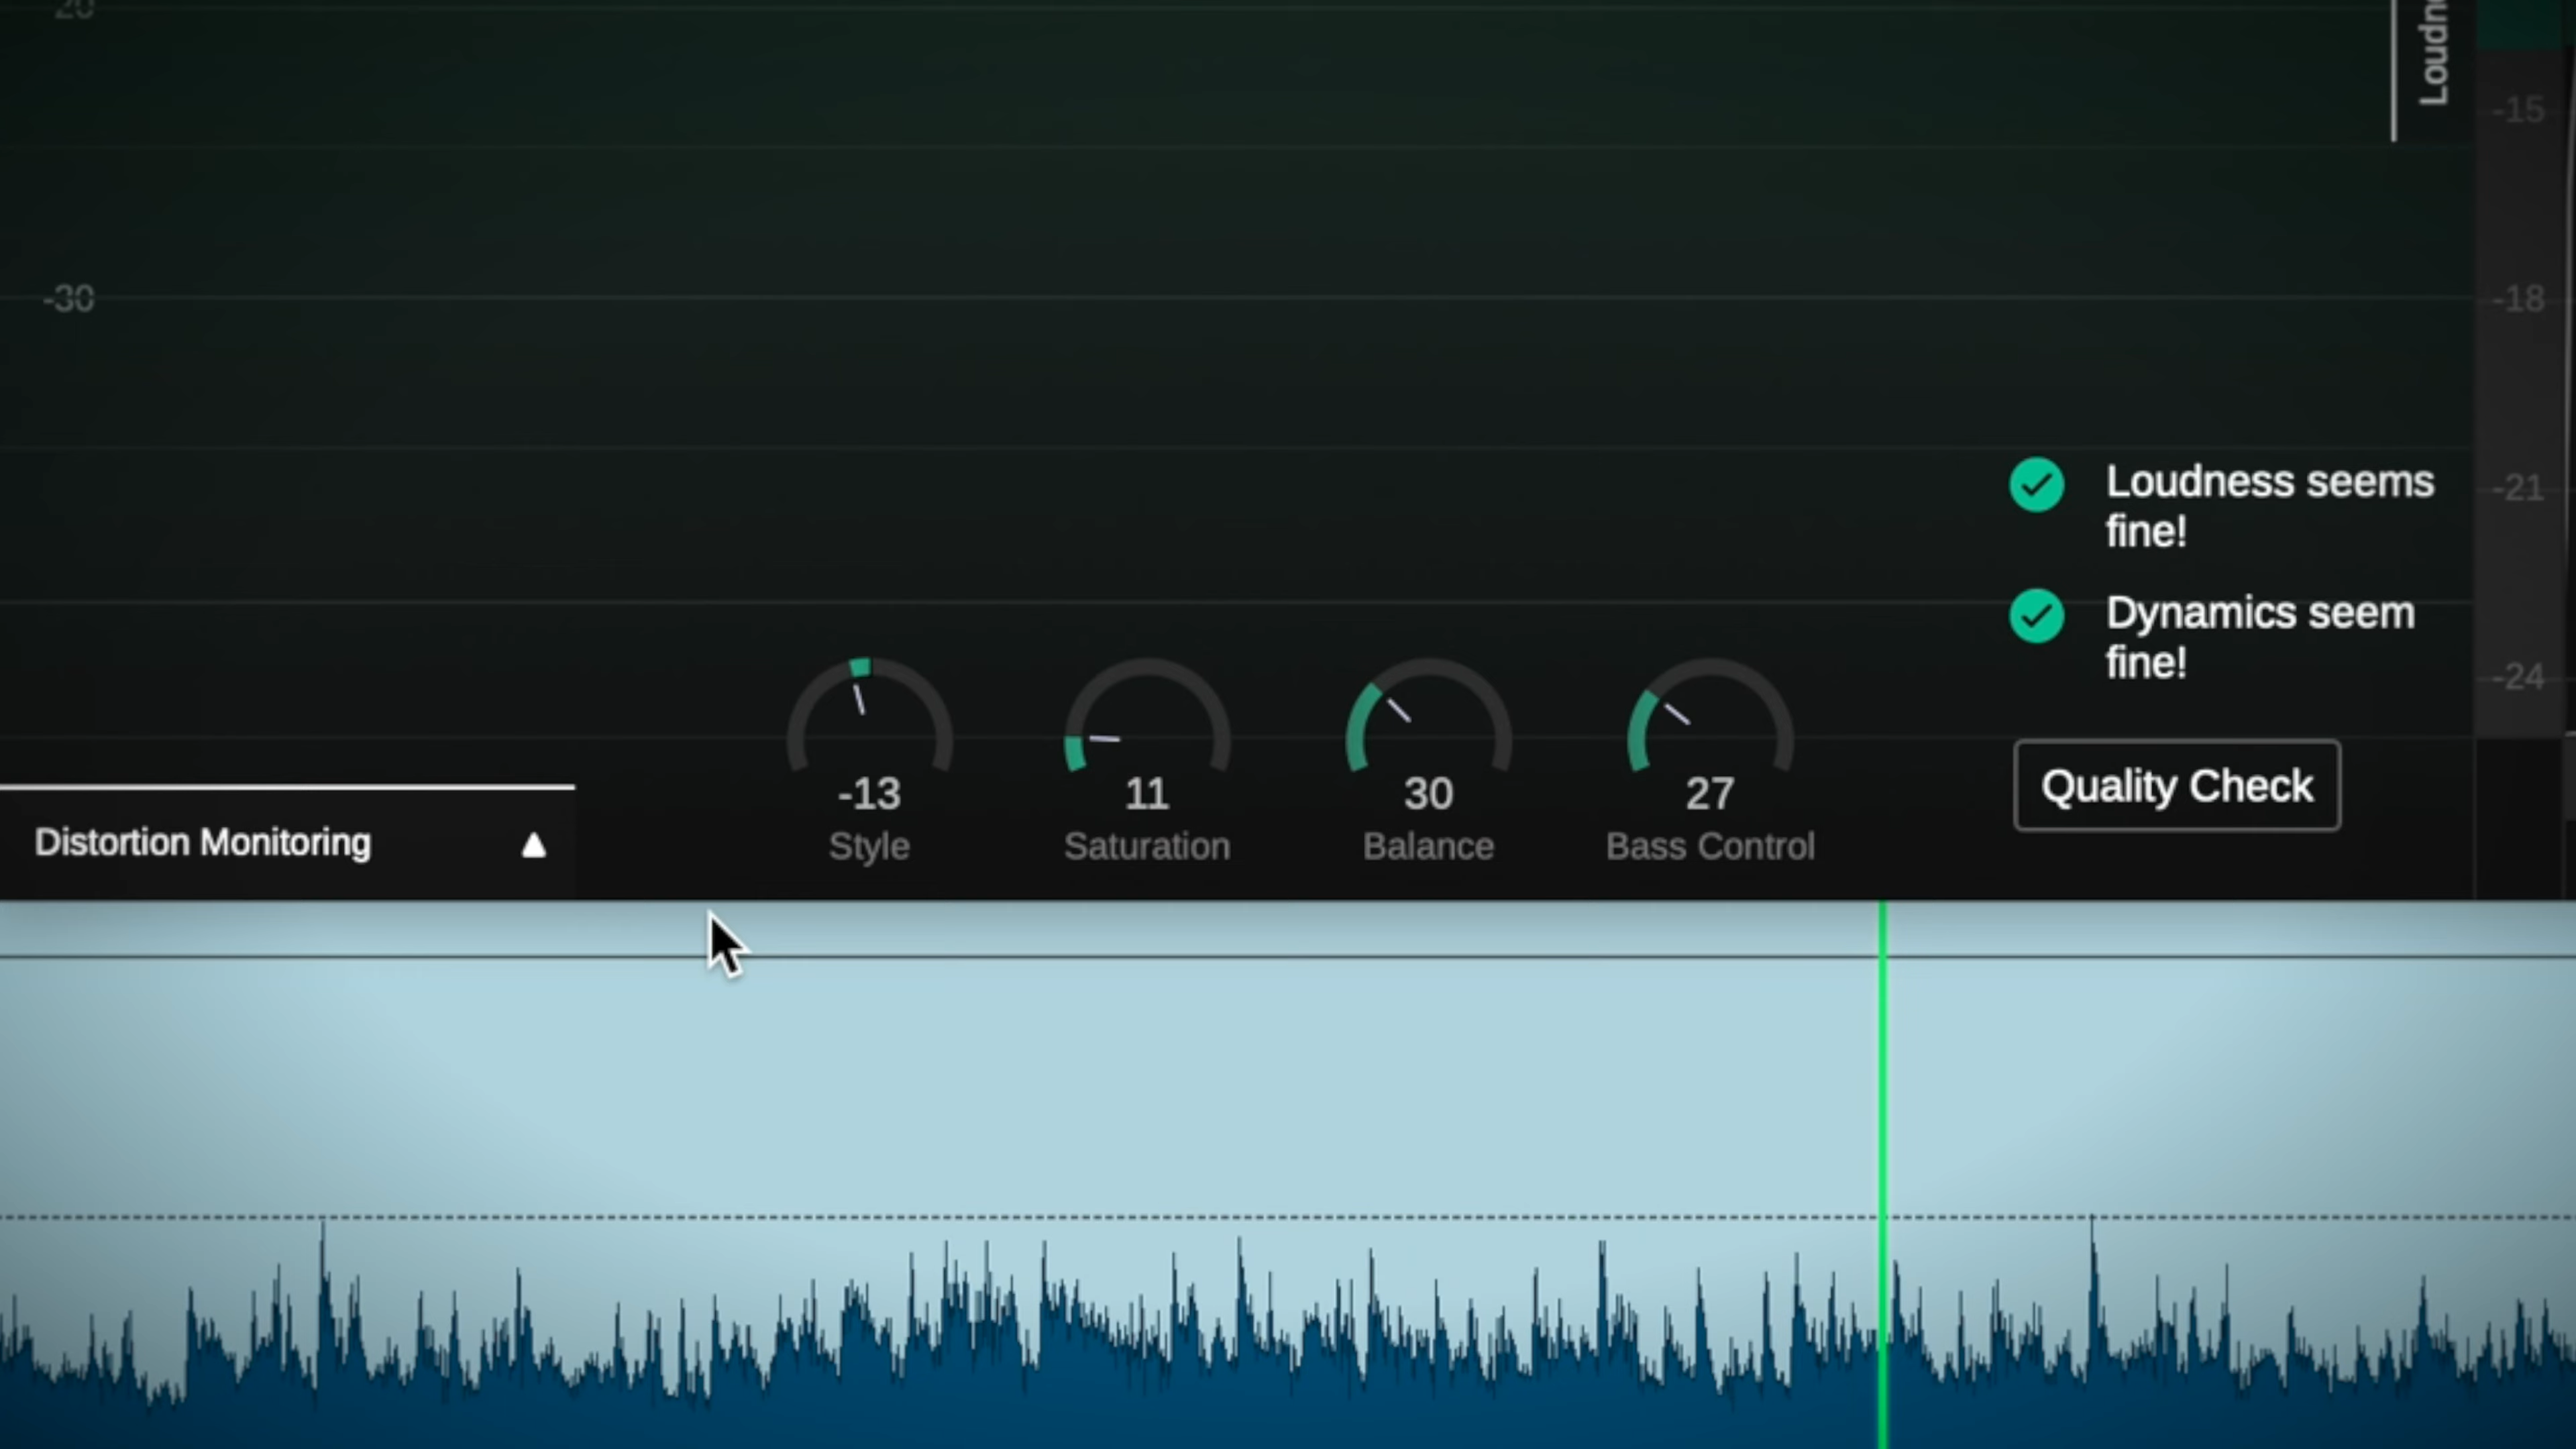 20
Loudn
-15
-30
-18
Loudness seems
fine!
-21
Dynamics seem
fine!
-24
-13
11
30
27
Quality Check
Distortion Monitoring
Style
Saturation
Balance
Bass Control